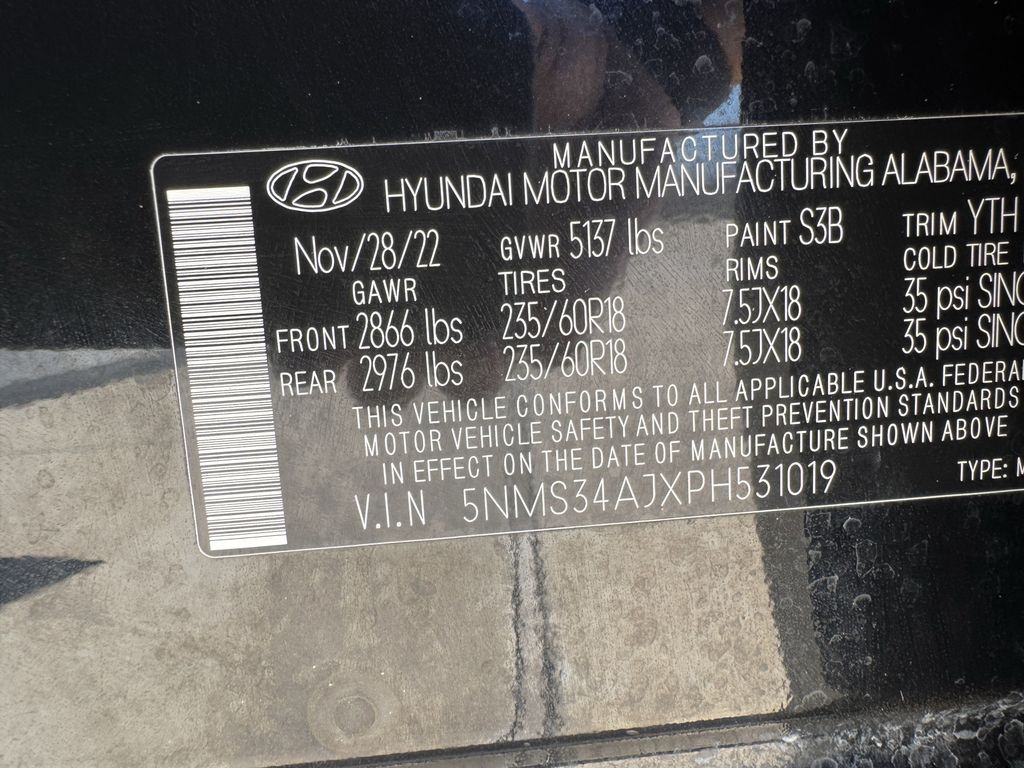 MANUFACTURED BY
HYUNDAI MOTOR MANUFACTURING ALABAMA,
Nov/28/22 GVWR 5137 lbs PAINT S3B TRIM YTH
GAWR TIRES RIMS COLD TIRE
FRONT 2866 lbs 235/60R18 7.5JX18 35 psi SING
REAR 2976 lbs 235/60R18 7.5JX18 35 psi SING
THIS VEHICLE CONFORMS TO ALL APPLICABLE U.S.A. FEDERA
MOTOR VEHICLE SAFETY AND THEFT PREVENTION STANDARDS
IN EFFECT ON THE DATE OF MANUFACTURE SHOWN ABOVE
V.I.N 5NMS34AJXPH531019 TYPE: M